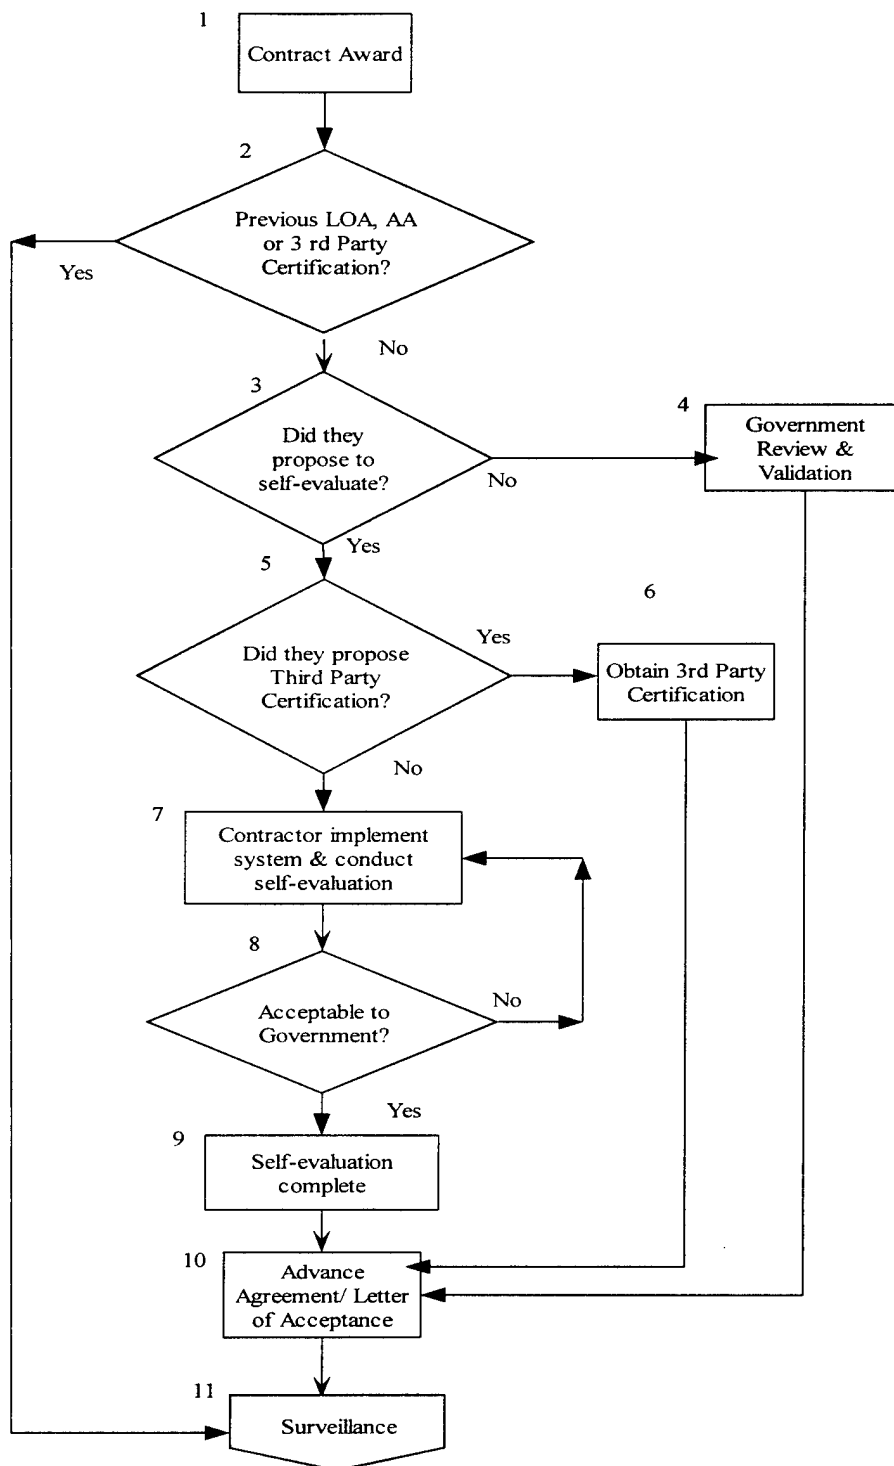 1
Contract Award
2
Previous LOA, AA
or 3 rd Party
Certification?
Yes
No
3
Did they
propose to
self-evaluate?
No
4
Government
Review &
Validation
Yes
5
Did they propose
Third Party
Certification?
Yes
6
Obtain 3rd Party
Certification
No
7
Contractor implement
system & conduct
self-evaluation
8
Acceptable to
Government?
No
Yes
9
Self-evaluation
complete
10
Advance
Agreement/ Letter
of Acceptance
11
Surveillance